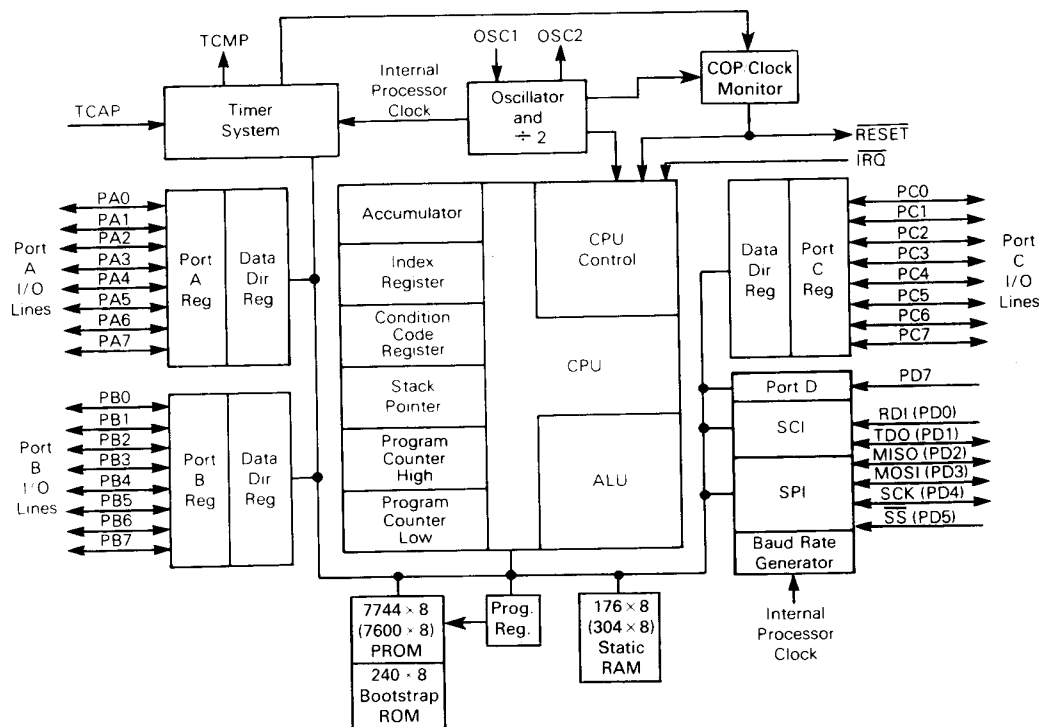 TCMP
OSC1
OSC2
COP Clock
Monitor
Internal
Processor
Clock
Oscillator
and
÷ 2
TCAP
Timer
System
RESET
IRQ
Port
A
I/O
Lines
PA0
PA1
PA2
PA3
PA4
PA5
PA6
PA7
Port
A
Reg
Data
Dir
Reg
Accumulator
Index
Register
Condition
Code
Register
Stack
Pointer
Program
Counter
High
Program
Counter
Low
CPU
Control
CPU
ALU
Data
Dir
Reg
Port
C
Reg
PC0
PC1
PC2
PC3
PC4
PC5
PC6
PC7
Port
C
I/O
Lines
Port
B
I/O
Lines
PB0
PB1
PB2
PB3
PB4
PB5
PB6
PB7
Port
B
Reg
Data
Dir
Reg
Port D
SCI
SPI
Baud Rate
Generator
PD7
RDI (PD0)
TDO (PD1)
MISO (PD2)
MOSI (PD3)
SCK (PD4)
SS (PD5)
Internal
Processor
Clock
7744 × 8
(7600 × 8)
PROM
240 × 8
Bootstrap
ROM
Prog.
Reg.
176 × 8
(304 × 8)
Static
RAM